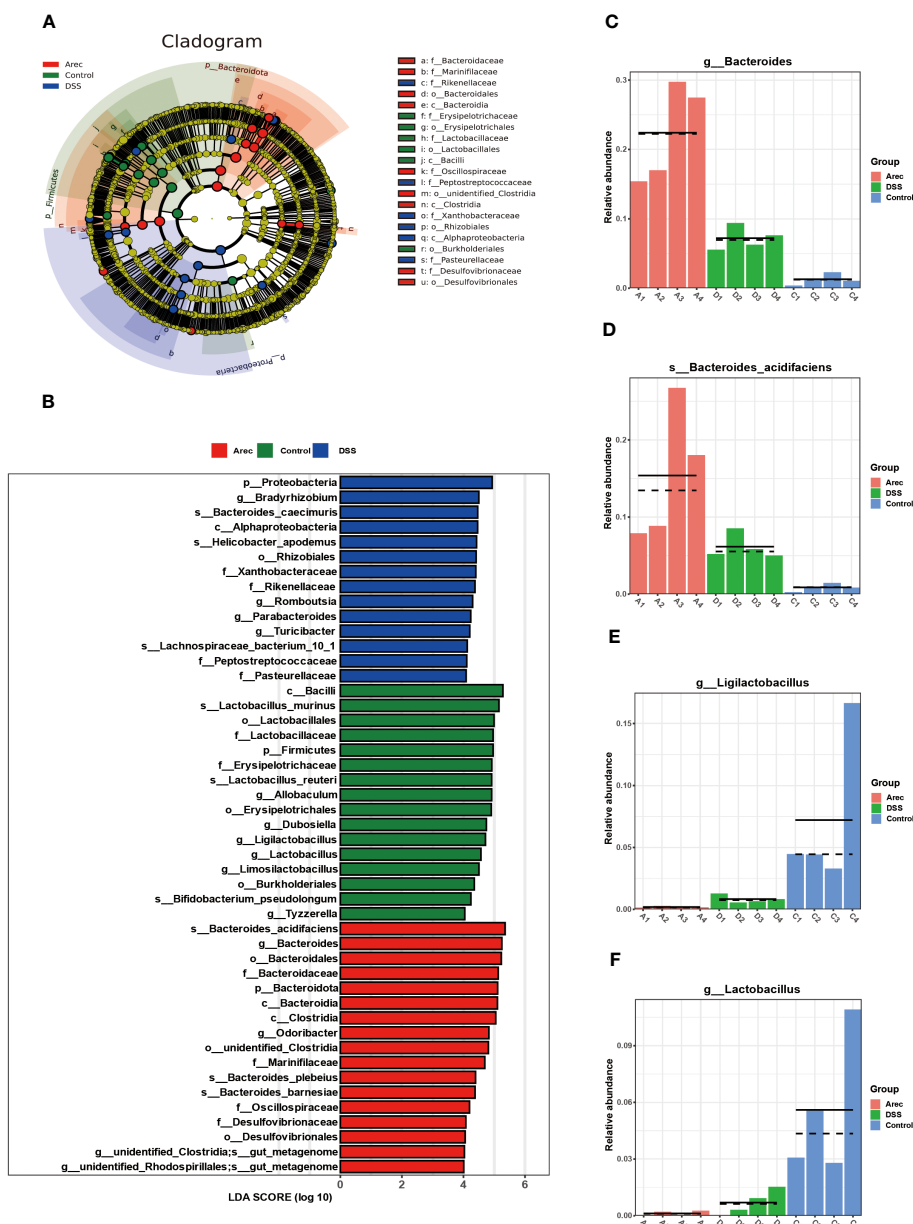 A
Cladogram
Arec
Control
DSS
p__Bacteroidota
p__Firmicutes
p__Proteobacteria
a: f__Bacteroidaceae
b: f__Marinifilaceae
c: f__Rikenellaceae
d: o__Bacteroidales
e: c__Bacteroidia
f: f__Erysipelotrichaceae
g: o__Erysipelotrichales
h: f__Lactobacillaceae
i: o__Lactobacillales
j: c__Bacilli
k: f__Oscillospiraceae
l: f__Peptostreptococcaceae
m: o__unidentified_Clostridia
n: c__Clostridia
o: f__Xanthobacteraceae
p: o__Rhizobiales
q: c__Alphaproteobacteria
r: o__Burkholderiales
s: f__Pasteurellaceae
t: f__Desulfovibrionaceae
u: o__Desulfovibrionales
B
Arec Control DSS
p__Proteobacteria
g__Bradyrhizobium
s__Bacteroides_caecimuris
c__Alphaproteobacteria
s__Helicobacter_apodemus
o__Rhizobiales
f__Xanthobacteraceae
f__Rikenellaceae
g__Romboutsia
g__Parabacteroides
g__Turicibacter
s__Lachnospiraceae_bacterium_10_1
f__Peptostreptococcaceae
f__Pasteurellaceae
c__Bacilli
s__Lactobacillus_murinus
o__Lactobacillales
f__Lactobacillaceae
p__Firmicutes
f__Erysipelotrichaceae
s__Lactobacillus_reuteri
g__Allobaculum
o__Erysipelotrichales
g__Dubosiella
g__Ligilactobacillus
g__Lactobacillus
g__Limosilactobacillus
o__Burkholderiales
s__Bifidobacterium_pseudolongum
g__Tyzzerella
s__Bacteroides_acidifaciens
g__Bacteroides
o__Bacteroidales
f__Bacteroidaceae
p__Bacteroidota
c__Bacteroidia
c__Clostridia
g__Odoribacter
o__unidentified_Clostridia
f__Marinifilaceae
s__Bacteroides_plebeius
s__Bacteroides_barnesiae
f__Oscillospiraceae
f__Desulfovibrionaceae
o__Desulfovibrionales
g__unidentified_Clostridia;s__gut_metagenome
g__unidentified_Rhodospirillales;s__gut_metagenome
0 2 4 6
LDA SCORE (log 10)
C
g__Bacteroides
Relative abundance
0.3
0.2
0.1
0.0
A1 A2 A3 A4 D1 D2 D3 D4 C1 C2 C3 C4
Group
Arec
DSS
Control
D
s__Bacteroides_acidifaciens
Relative abundance
0.2
0.1
0.0
A1 A2 A3 A4 D1 D2 D3 D4 C1 C2 C3 C4
Group
Arec
DSS
Control
E
g__Ligilactobacillus
Relative abundance
0.15
0.10
0.05
0.00
A1 A2 A3 A4 D1 D2 D3 D4 C1 C2 C3 C4
Group
Arec
DSS
Control
F
g__Lactobacillus
Relative abundance
0.09
0.06
0.03
0.00
Group
Arec
DSS
Control